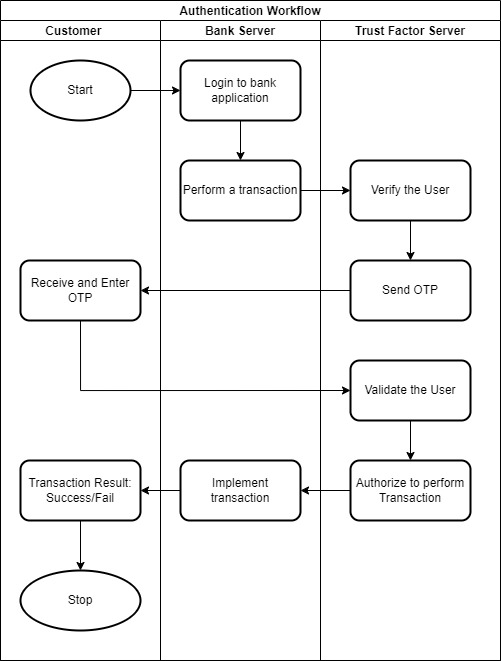 Authentication Workflow
Customer
Bank Server
Trust Factor Server
Start
Login to bank
application
Perform a transaction
Verify the User
Receive and Enter
OTP
Send OTP
Validate the User
Transaction Result:
Success/Fail
Implement
transaction
Authorize to perform
Transaction
Stop